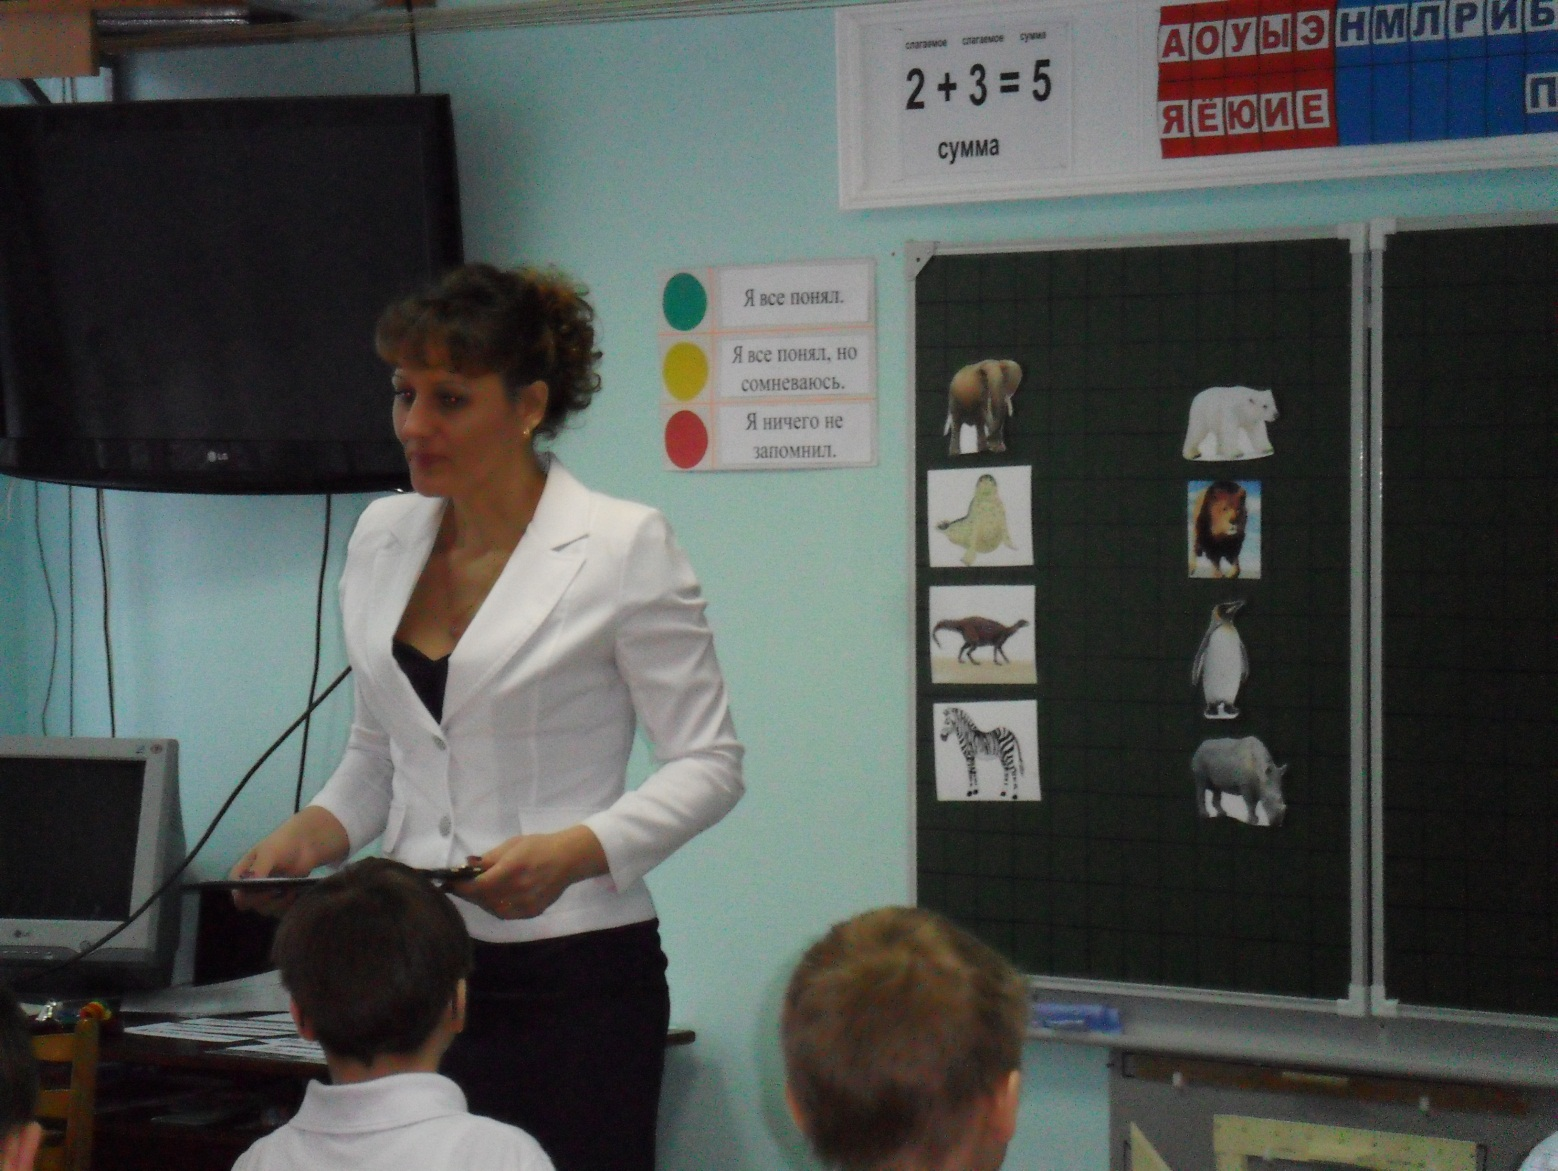 слагаемое слагаемое сумма
2 + 3 = 5
сумма
АОУЫЭНМЛРИБ
ЯЁЮИЕ П
Я все понял.
Я все понял, но
сомневаюсь.
Я ничего не
запомнил.
LG
LG